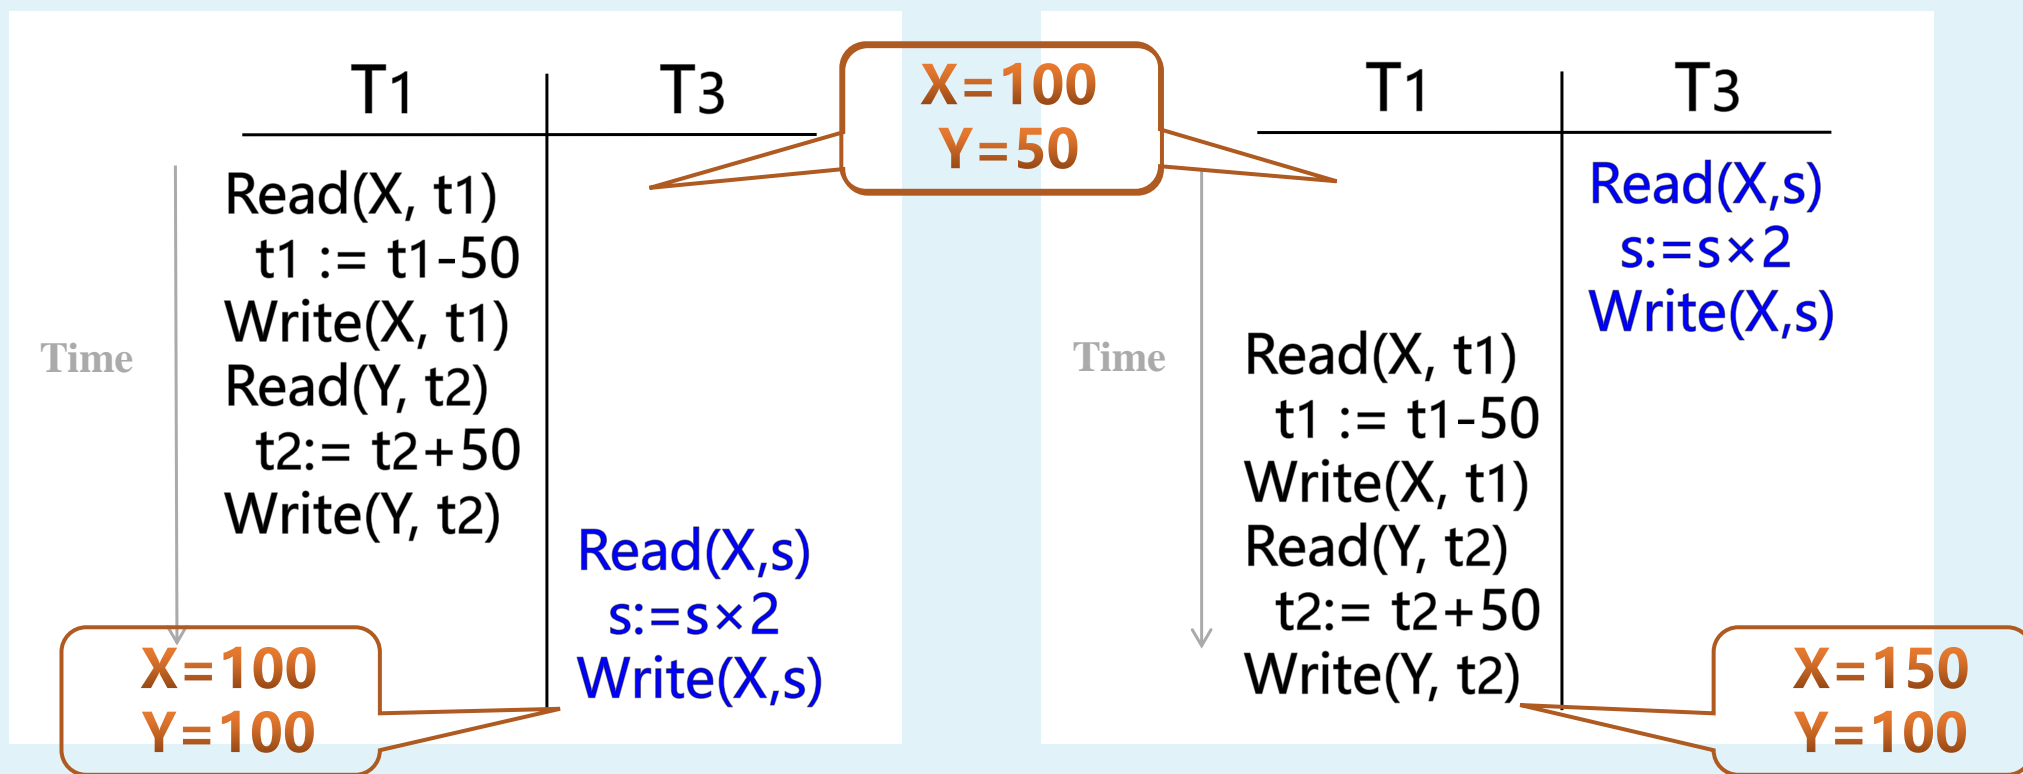 T1 T3
X=100
Y=50
Read(X, t1)
t1 := t1-50
Write(X, t1)
Time
Read(Y, t2)
t2:= t2+50
Write(Y, t2)
Read(X,s)
s:=s×2
Write(X,s)
X=100
Y=100
T1 T3
Read(X,s)
s:=s×2
Write(X,s)
Time
Read(X, t1)
t1 := t1-50
Write(X, t1)
Read(Y, t2)
t2:= t2+50
Write(Y, t2)
X=150
Y=100